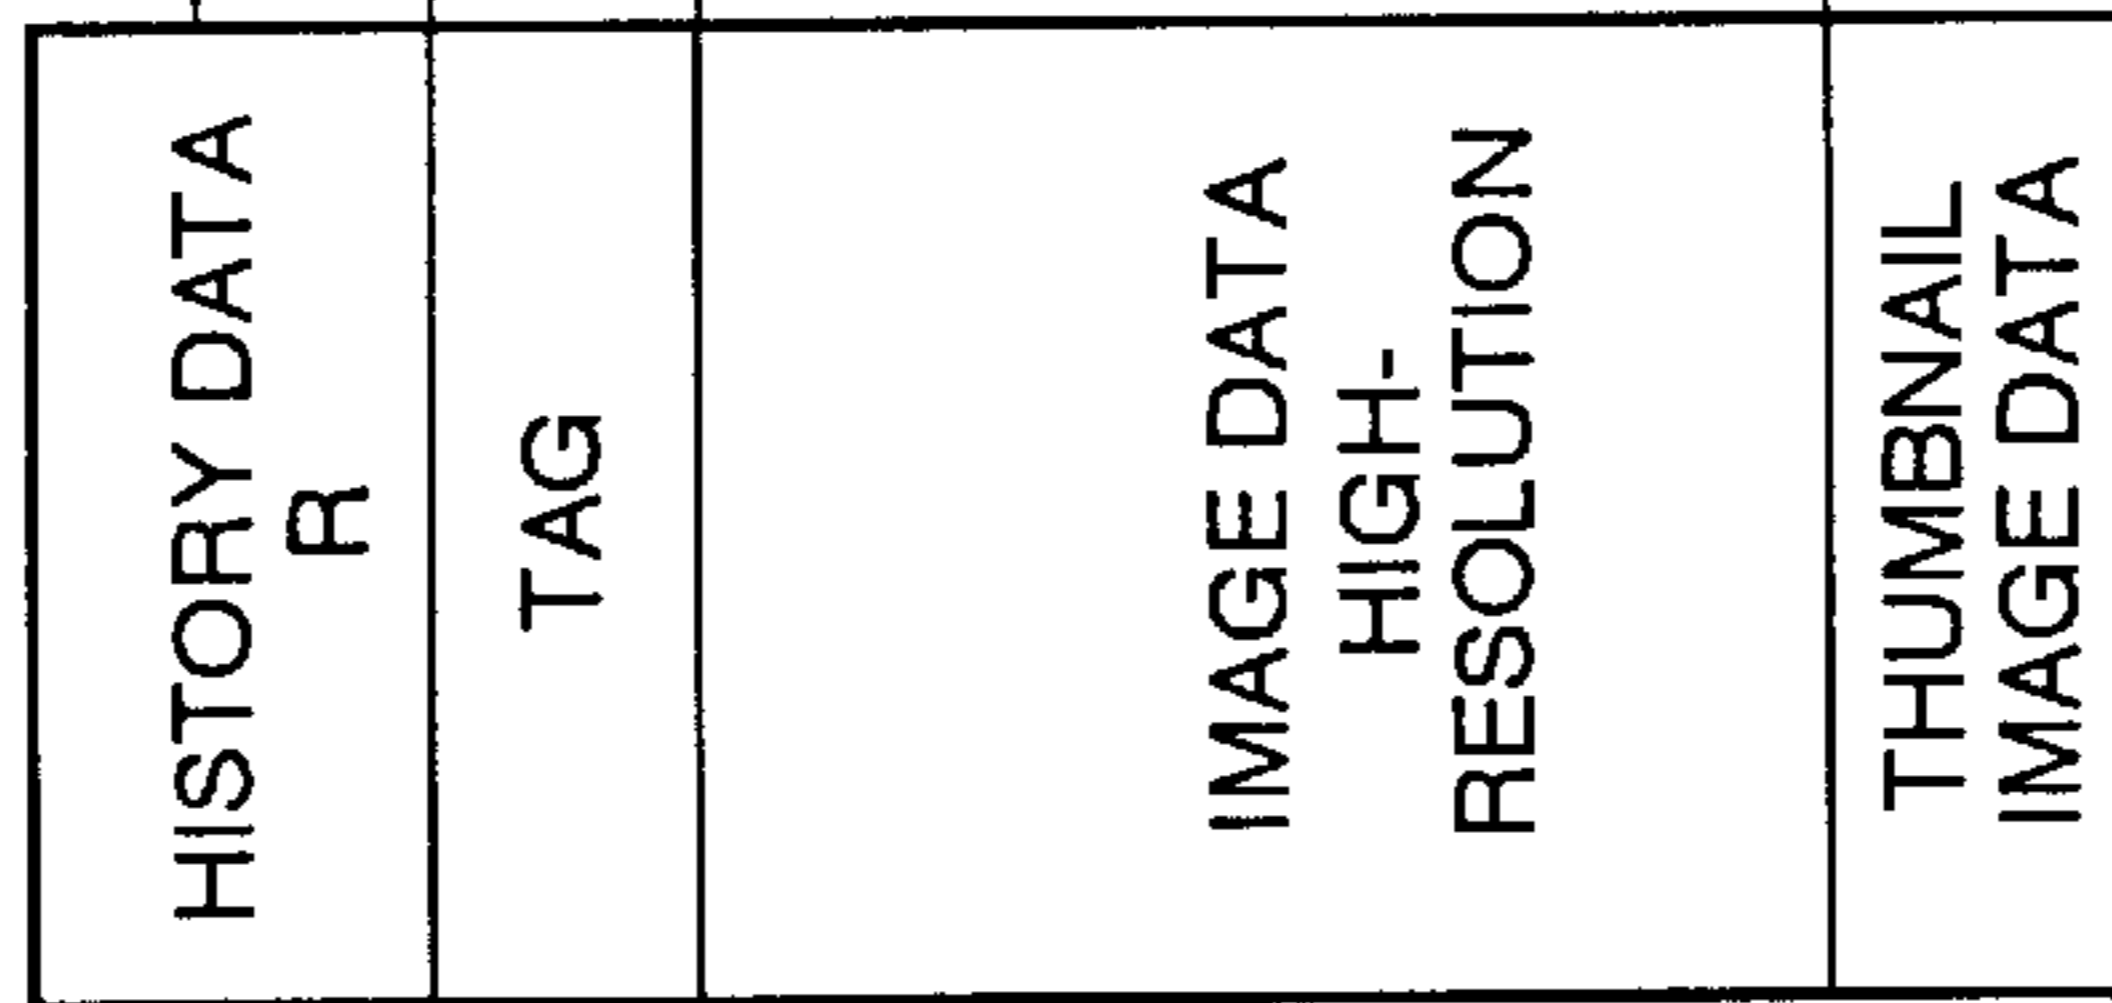 HISTORY DATA
R
TAG
IMAGE DATA
HIGH-
RESOLUTION
THUMBNAIL
IMAGE DATA